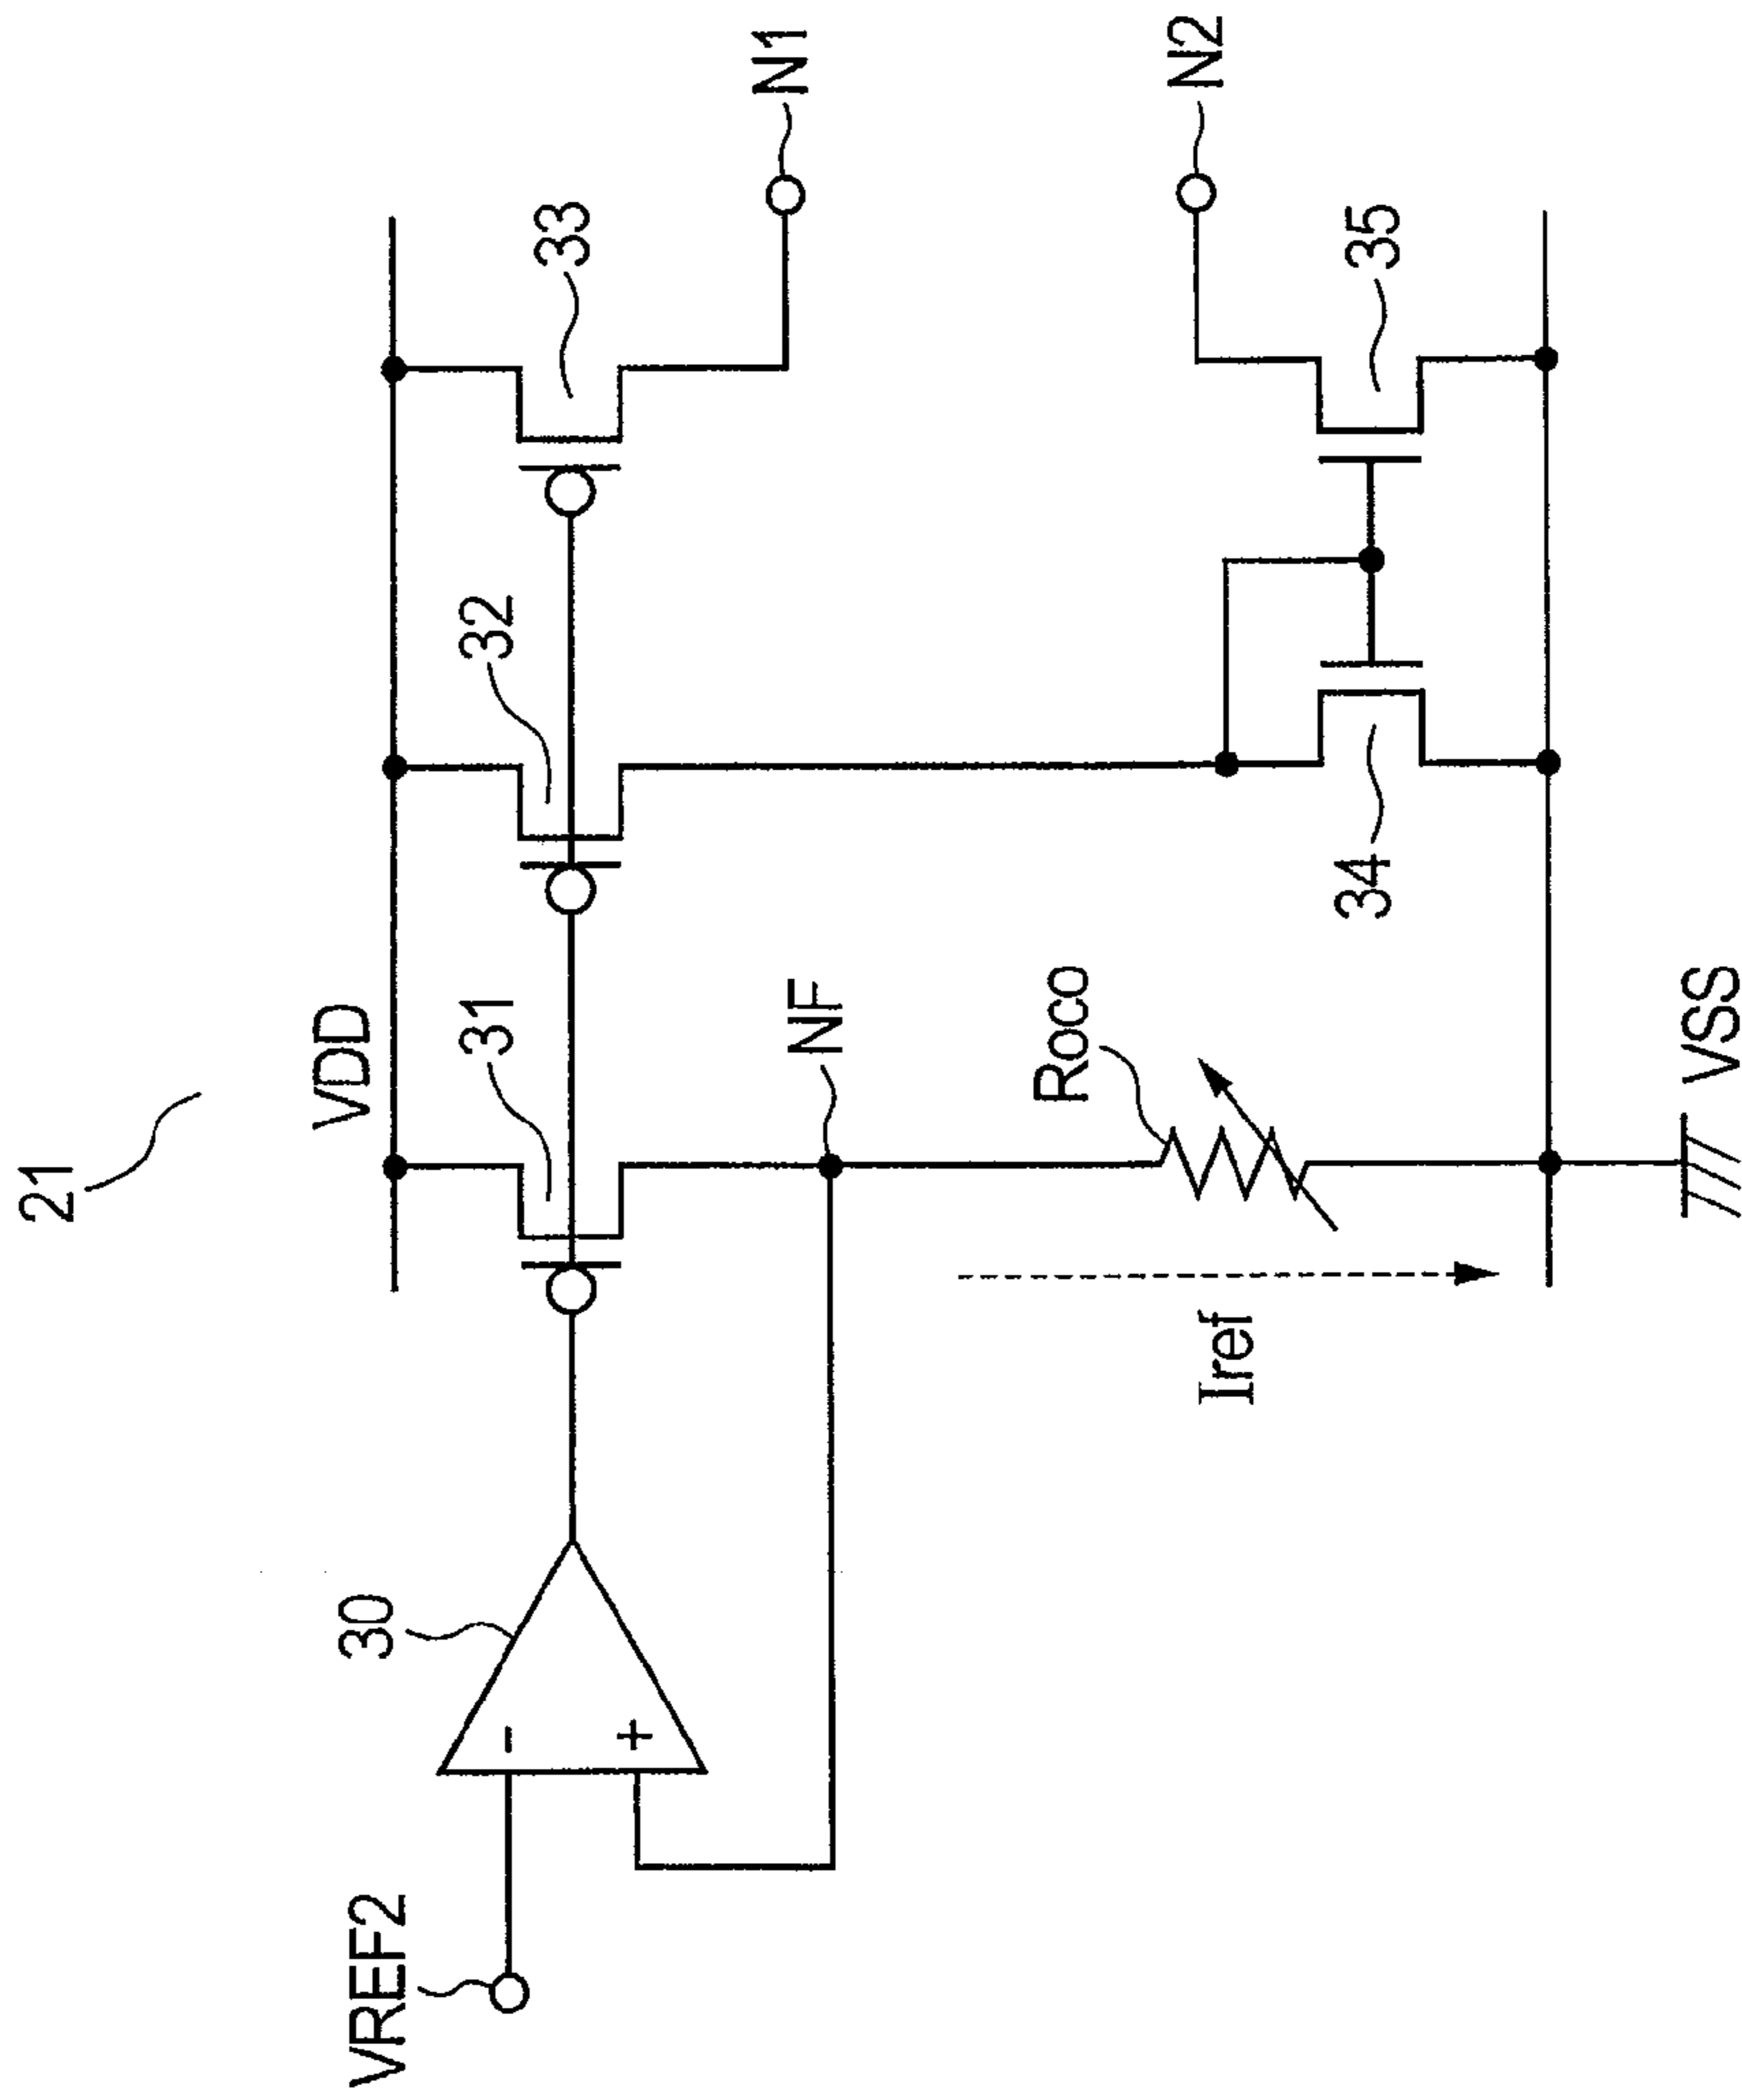 21
VDD
31
32
33
N1
30
VREF2
-
+
NF
Roco
Iref
34
35
N2
VSS